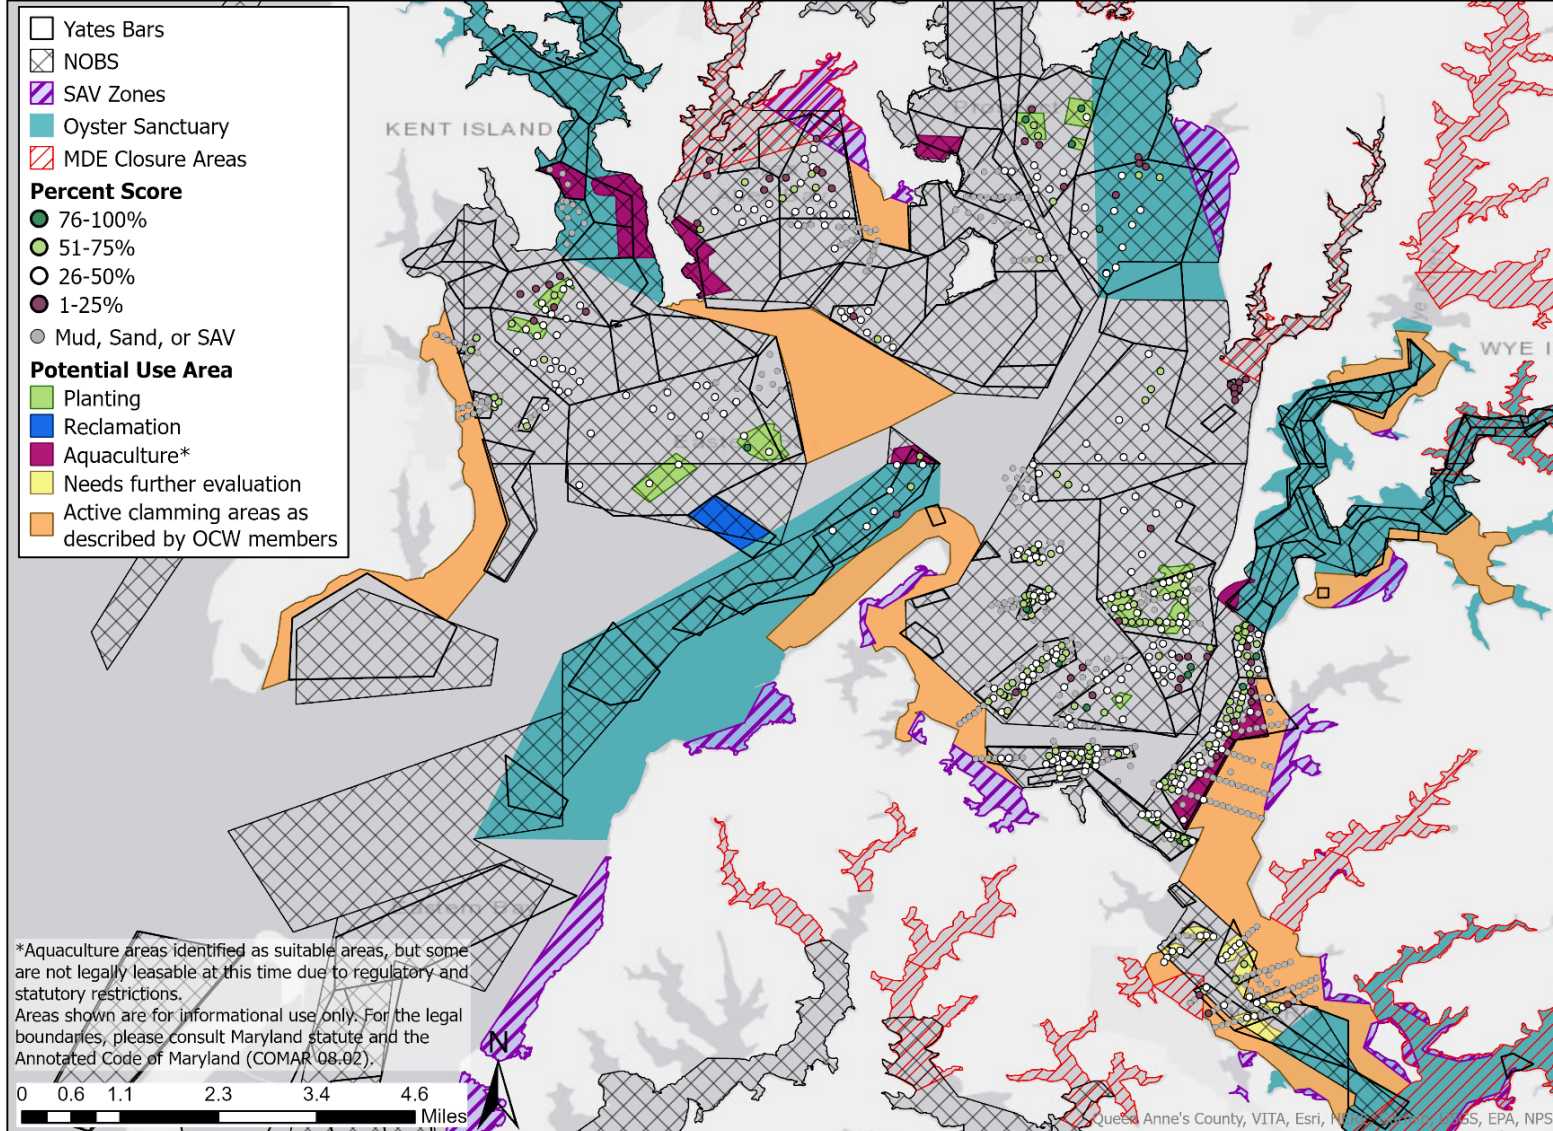 Yates Bars
NOBS
SAV Zones
Oyster Sanctuary
MDE Closure Areas
Percent Score
76-100%
51-75%
26-50%
1-25%
Mud, Sand, or SAV
Potential Use Area
Planting
Reclamation
Aquaculture*
Needs further evaluation
Active clamming areas as
described by OCW members
KENT ISLAND
WYE I
Eastern Bay
*Aquaculture areas identified as suitable areas, but some
are not legally leasable at this time due to regulatory and
statutory restrictions.
Areas shown are for informational use only. For the legal
boundaries, please consult Maryland statute and the
Annotated Code of Maryland (COMAR 08.02).
N
0 0.6 1.1 2.3 3.4 4.6
Miles
Queen Anne's County, VITA, Esri, HERE, Garmin, USGS, EPA, NPS